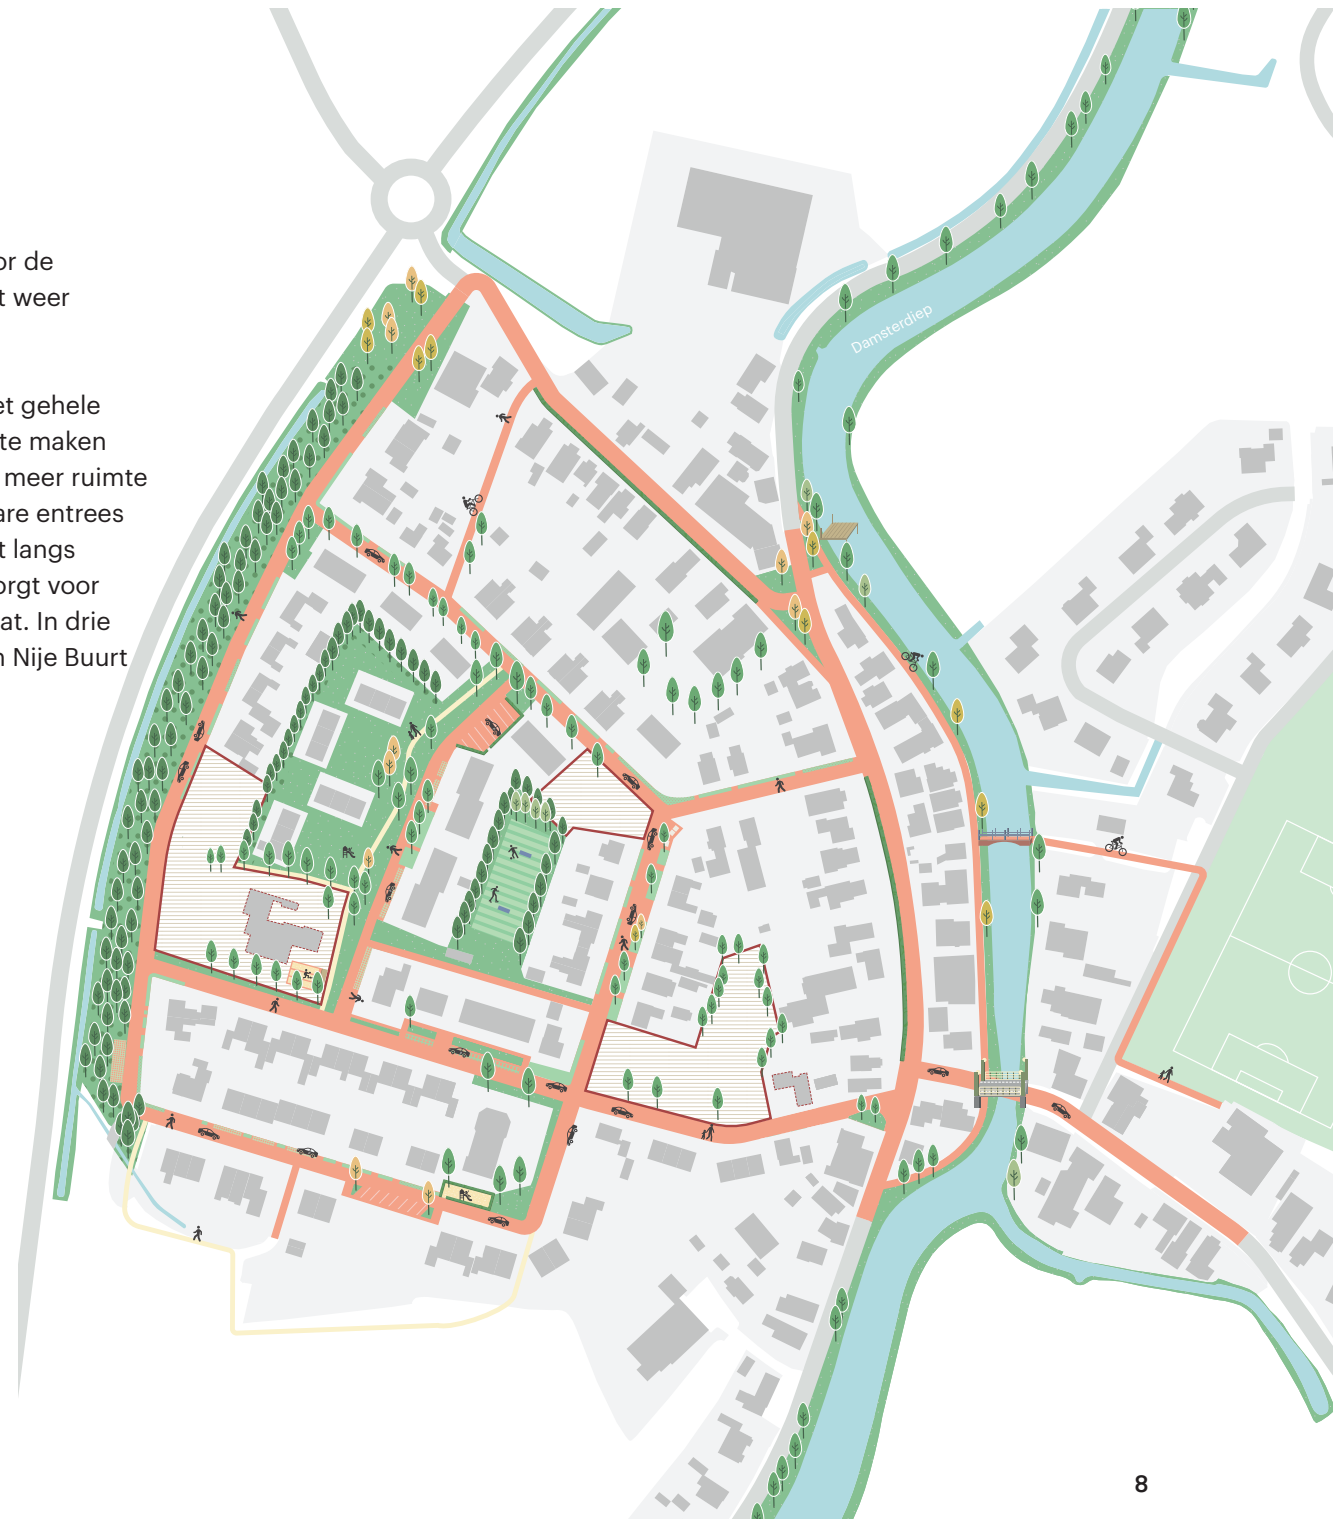 or de
t weer
et gehele
te maken
meer ruimte
are entrees
t langs
orgt voor
at. In drie
n Nije Buurt
Damsterdiep
8